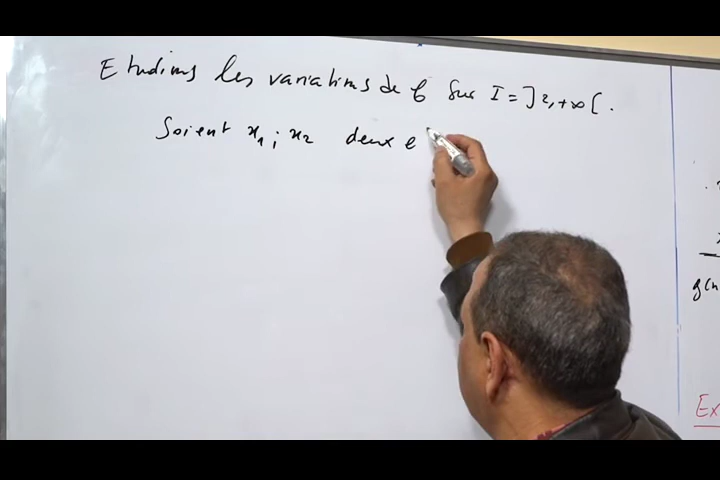 Etudions les variations de f sur I = ]2,+∞[.
Soient x₁ ; x₂ deux e
g(x
Ex